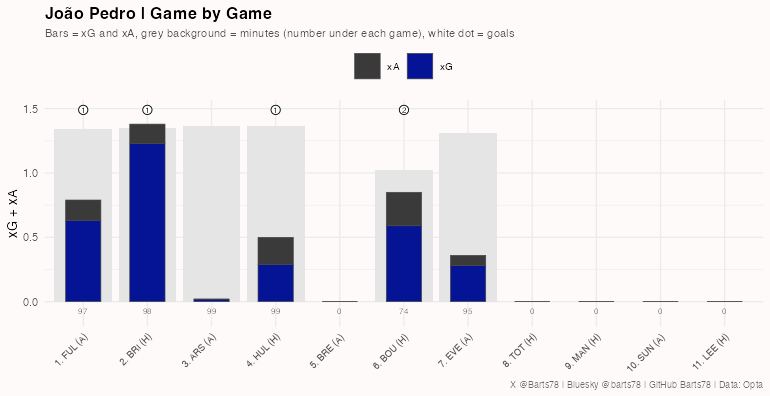 João Pedro | Game by Game
Bars = xG and xA, grey background = minutes (number under each game), white dot = goals
xA xG
1 1 1 2
1.5
1.0
0.5
0.0
xG + xA
97 98 99 99 0 74 95 0 0 0 0
1. FUL (A)
2. BRI (H)
3. ARS (A)
4. HUL (H)
5. BRE (A)
6. BOU (H)
7. EVE (A)
8. TOT (H)
9. MAN (H)
10. SUN (A)
11. LEE (H)
X @Barts78 | Bluesky @barts78 | GitHub Barts78 | Data: Opta